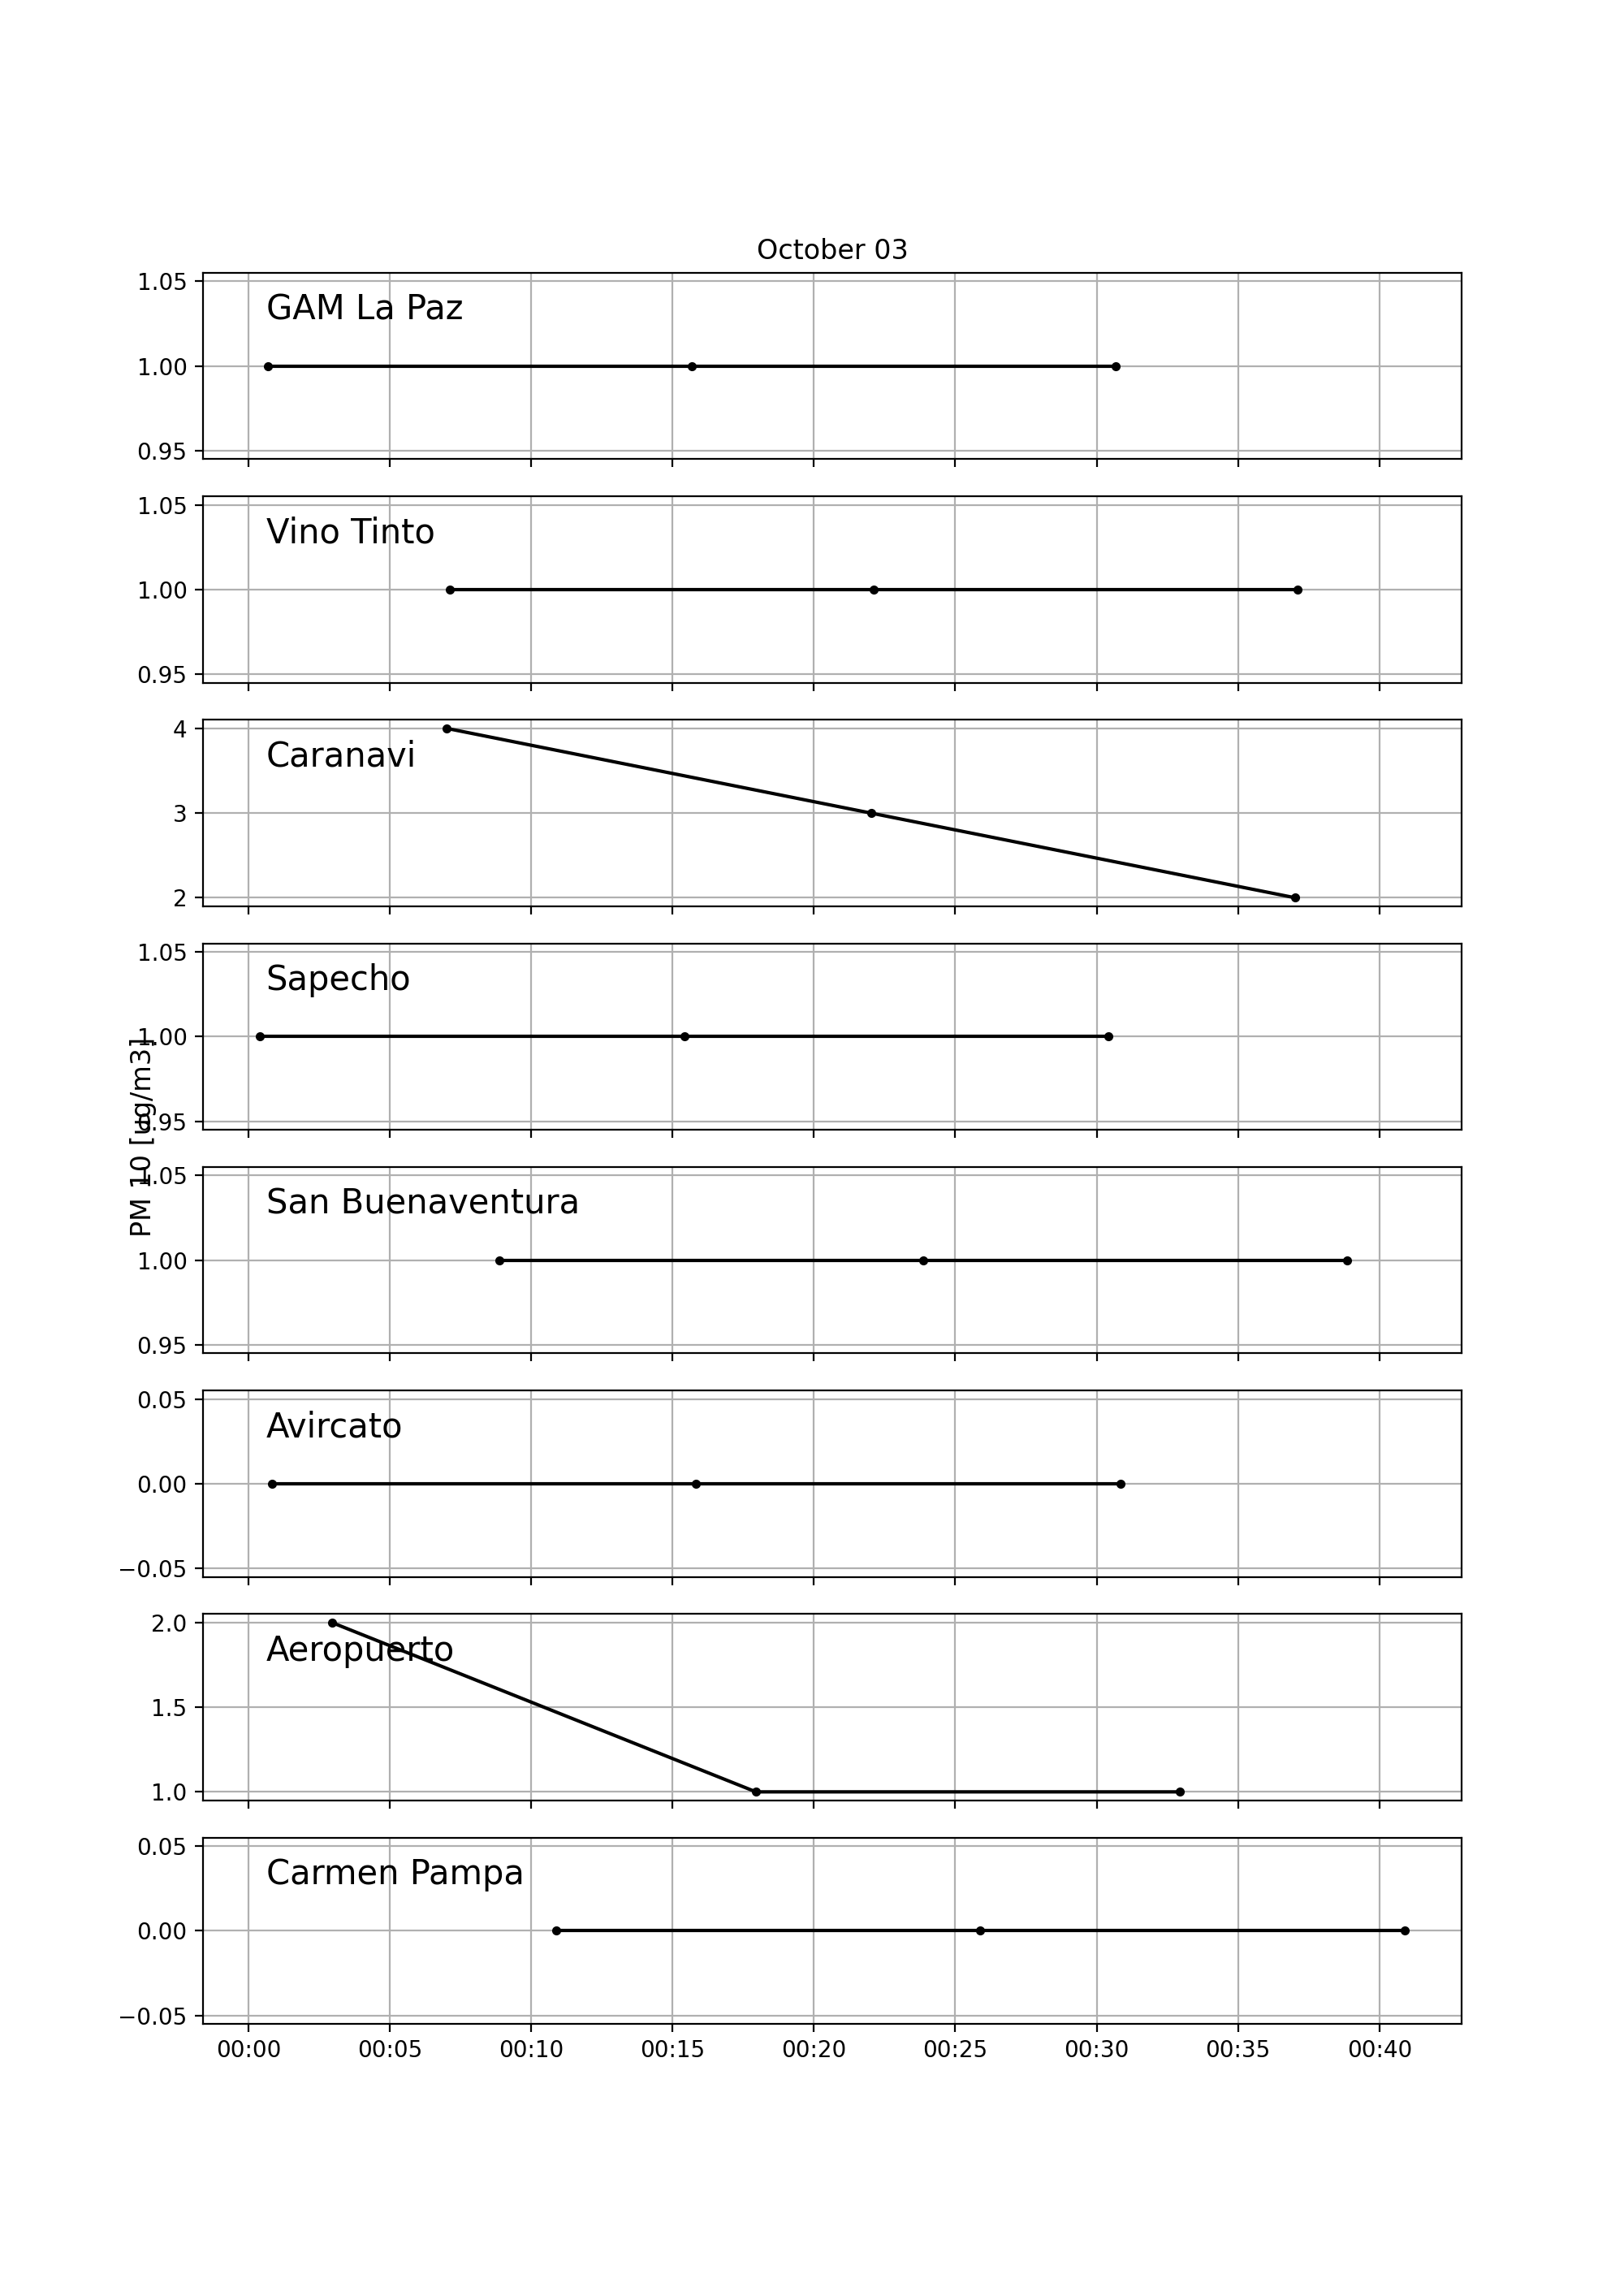 October 03
1.05
GAM La Paz
1.00
0.95
1.05
Vino Tinto
1.00
0.95
4
Caranavi
3
2
1.05
Sapecho
1.00
0.95
PM 10 [ug/m3]
1.05
San Buenaventura
1.00
0.95
0.05
Avircato
0.00
−0.05
2.0
Aeropuerto
1.5
1.0
0.05
Carmen Pampa
0.00
−0.05
00:00 00:05 00:10 00:15 00:20 00:25 00:30 00:35 00:40